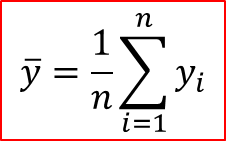 ȳ = 1/n ∑_{i=1}^{n} y_i